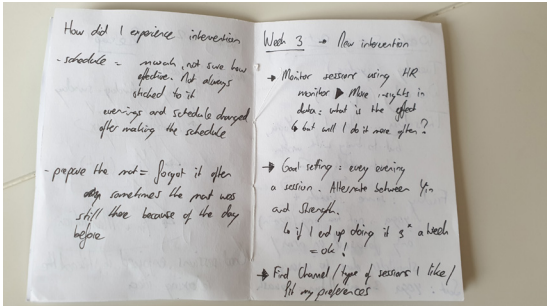 How did I experience intervention
- schedule = mwah, not sure how
effective. Not always
sticked to it
evenings and schedule changed
after making the schedule
- prepare the mat = forgot it often
sometimes the mat was
still there because of the day
before
Week 3 → New intervention
→ Monitor sessions using HR
monitor ▶ More insights in
data: what is the effect
↳ but will I do it more often?
→ Goal setting: every evening
a session. Alternate between Yin
and Strength.
↳ if I end up doing it 3x a week
= ok!
→ Find Channel/type of sessions I like/
fit my preferences